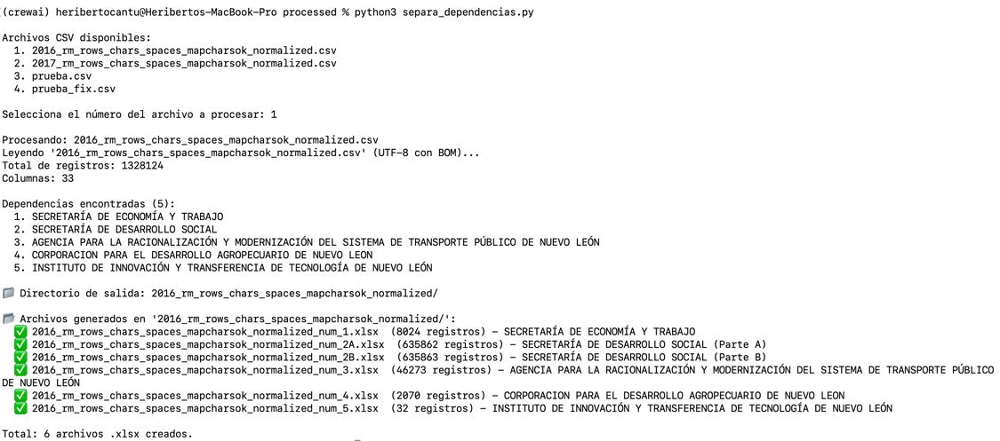 (crewai) heribertocantu@Heribertos-MacBook-Pro processed % python3 separa_dependencias.py
Archivos CSV disponibles:
1. 2016_rm_rows_chars_spaces_mapcharsok_normalized.csv
2. 2017_rm_rows_chars_spaces_mapcharsok_normalized.csv
3. prueba.csv
4. prueba_fix.csv
Selecciona el número del archivo a procesar: 1
Procesando: 2016_rm_rows_chars_spaces_mapcharsok_normalized.csv
Leyendo '2016_rm_rows_chars_spaces_mapcharsok_normalized.csv' (UTF-8 con BOM)...
Total de registros: 1328124
Columnas: 33
Dependencias encontradas (5):
1. SECRETARÍA DE ECONOMÍA Y TRABAJO
2. SECRETARÍA DE DESARROLLO SOCIAL
3. AGENCIA PARA LA RACIONALIZACIÓN Y MODERNIZACIÓN DEL SISTEMA DE TRANSPORTE PÚBLICO DE NUEVO LEÓN
4. CORPORACION PARA EL DESARROLLO AGROPECUARIO DE NUEVO LEON
5. INSTITUTO DE INNOVACIÓN Y TRANSFERENCIA DE TECNOLOGÍA DE NUEVO LEÓN
📁 Directorio de salida: 2016_rm_rows_chars_spaces_mapcharsok_normalized/
📂 Archivos generados en '2016_rm_rows_chars_spaces_mapcharsok_normalized/':
✅ 2016_rm_rows_chars_spaces_mapcharsok_normalized_num_1.xlsx (8024 registros) – SECRETARÍA DE ECONOMÍA Y TRABAJO
✅ 2016_rm_rows_chars_spaces_mapcharsok_normalized_num_2A.xlsx (635862 registros) – SECRETARÍA DE DESARROLLO SOCIAL (Parte A)
✅ 2016_rm_rows_chars_spaces_mapcharsok_normalized_num_2B.xlsx (635863 registros) – SECRETARÍA DE DESARROLLO SOCIAL (Parte B)
✅ 2016_rm_rows_chars_spaces_mapcharsok_normalized_num_3.xlsx (46273 registros) – AGENCIA PARA LA RACIONALIZACIÓN Y MODERNIZACIÓN DEL SISTEMA DE TRANSPORTE PÚBLICO
DE NUEVO LEÓN
✅ 2016_rm_rows_chars_spaces_mapcharsok_normalized_num_4.xlsx (2070 registros) – CORPORACION PARA EL DESARROLLO AGROPECUARIO DE NUEVO LEON
✅ 2016_rm_rows_chars_spaces_mapcharsok_normalized_num_5.xlsx (32 registros) – INSTITUTO DE INNOVACIÓN Y TRANSFERENCIA DE TECNOLOGÍA DE NUEVO LEÓN
Total: 6 archivos .xlsx creados.